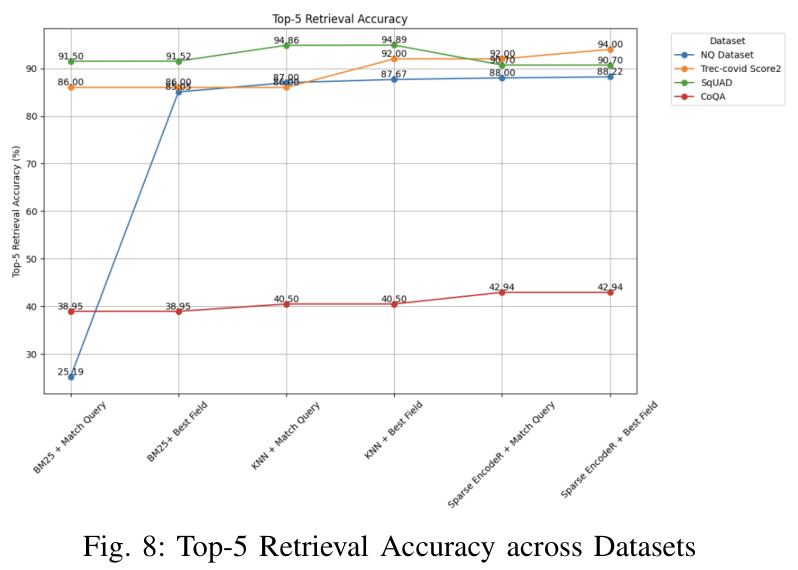 Top-5 Retrieval Accuracy
Dataset
NQ Dataset
Trec-covid Score2
SqUAD
CoQA
Top-5 Retrieval Accuracy (%)
90
80
70
60
50
40
30
91.50
91.52
94.86
94.89
90.70
90.70
86.00
86.00
86.00
92.00
92.00
94.00
25.19
85.05
87.00
87.67
88.00
88.22
38.95
38.95
40.50
40.50
42.94
42.94
BM25 + Match Query
BM25+ Best Field
KNN + Match Query
KNN + Best Field
Sparse EncodeR + Match Query
Sparse EncodeR + Best Field
Fig. 8: Top-5 Retrieval Accuracy across Datasets